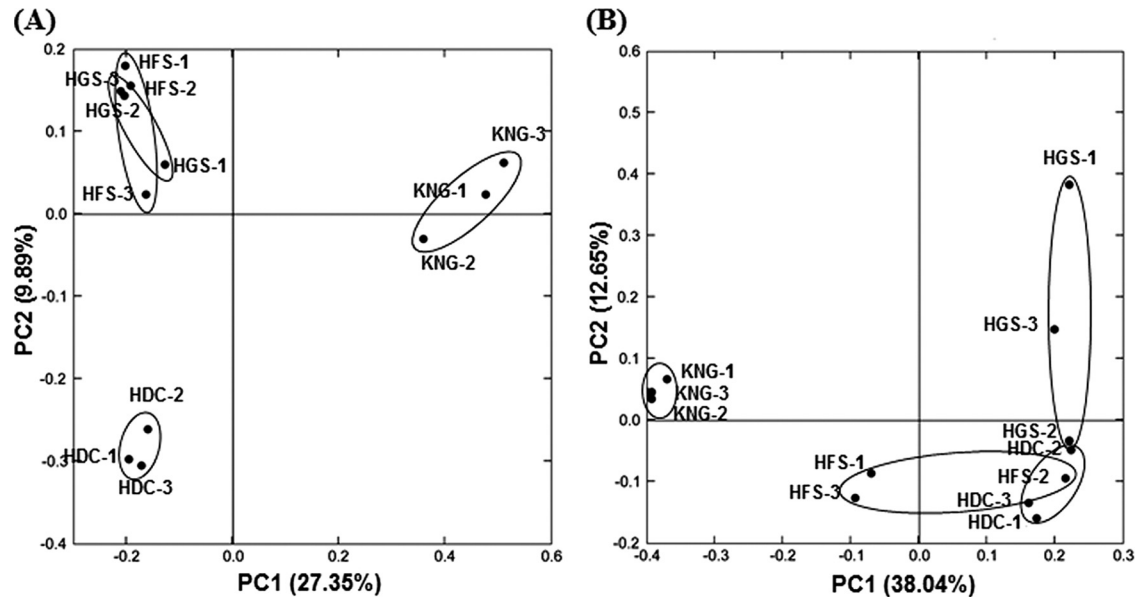 (A)
0.2
0.1
0.0
-0.1
-0.2
-0.3
-0.4
PC2 (9.89%)
HFS-1
HGS-3
HFS-2
HGS-2
HGS-1
HFS-3
KNG-3
KNG-1
KNG-2
HDC-2
HDC-1
HDC-3
-0.2
0.0
0.2
0.4
0.6
PC1 (27.35%)
(B)
0.6
0.5
0.4
0.3
0.2
0.1
0.0
-0.1
-0.2
PC2 (12.65%)
HGS-1
HGS-3
KNG-1
KNG-3
KNG-2
HGS-2
HDC-2
HFS-1
HFS-2
HFS-3
HDC-3
HDC-1
-0.4
-0.3
-0.2
-0.1
0.0
0.1
0.2
0.3
PC1 (38.04%)